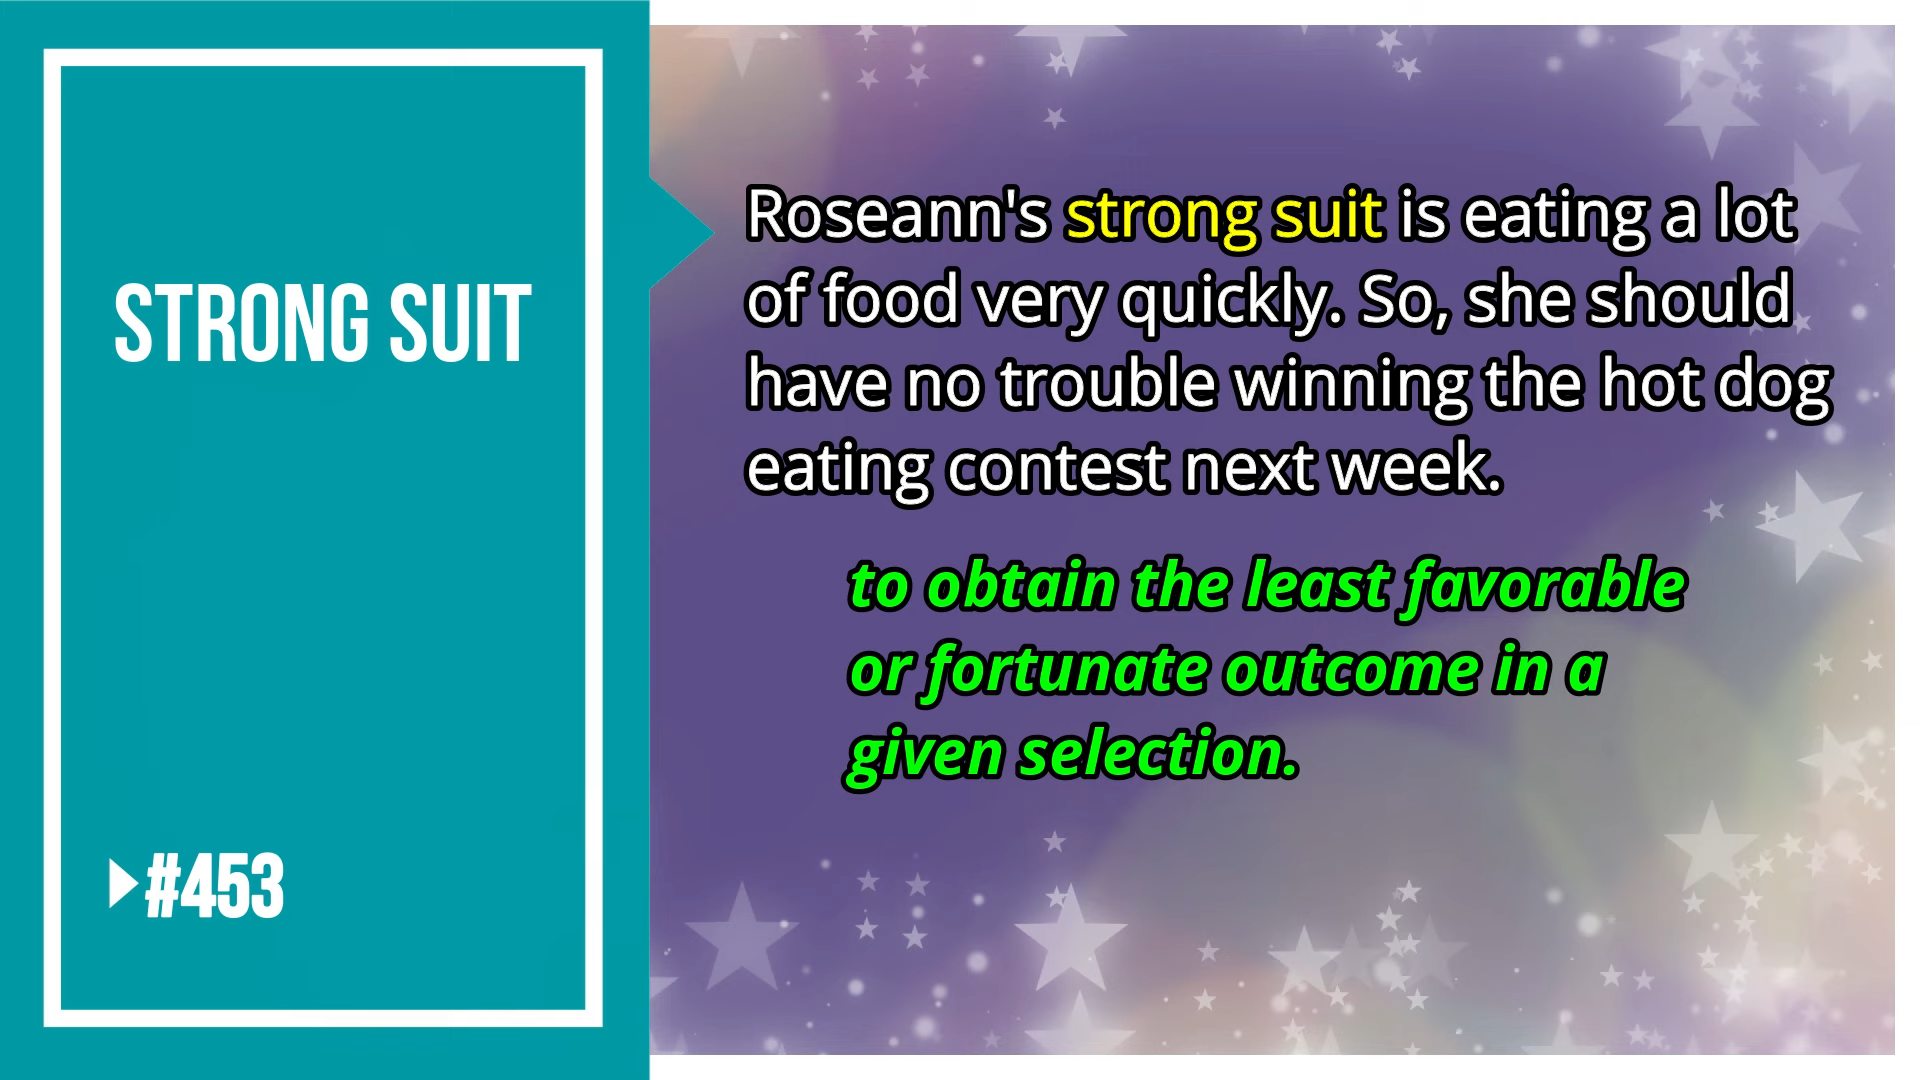 STRONG SUIT
#453
Roseann's strong suit is eating a lot
of food very quickly. So, she should
have no trouble winning the hot dog
eating contest next week.
to obtain the least favorable
or fortunate outcome in a
given selection.